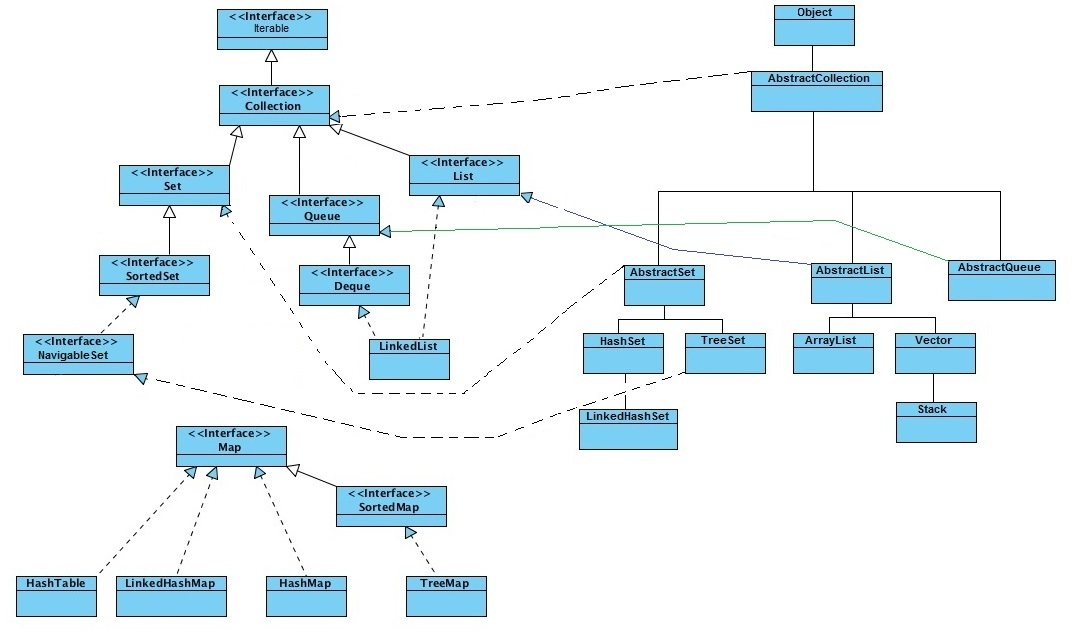 <<Interface>>
Iterable
Object
<<Interface>>
Collection
AbstractCollection
<<Interface>>
Set
<<Interface>>
List
<<Interface>>
Queue
<<Interface>>
SortedSet
<<Interface>>
Deque
AbstractSet
AbstractList
AbstractQueue
<<Interface>>
NavigableSet
LinkedList
HashSet
TreeSet
ArrayList
Vector
LinkedHashSet
Stack
<<Interface>>
Map
<<Interface>>
SortedMap
HashTable
LinkedHashMap
HashMap
TreeMap